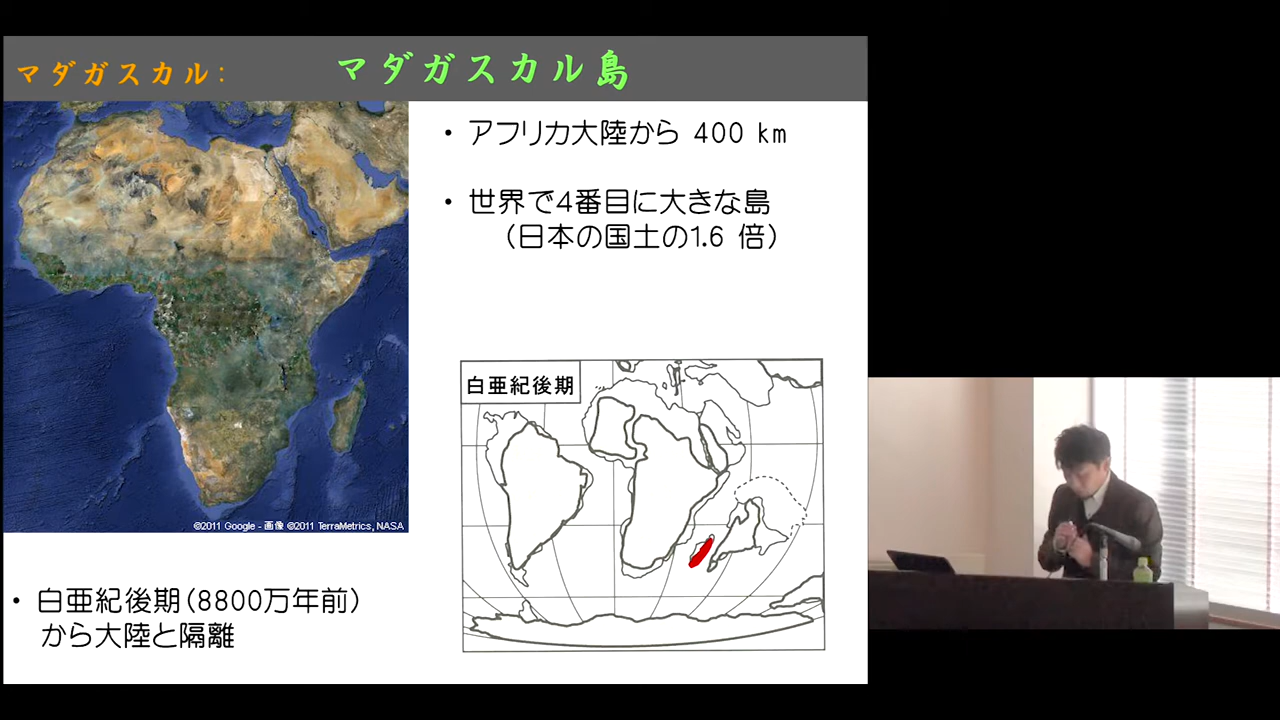 マダガスカル:
マダガスカル島
・ アフリカ大陸から 400 km
・ 世界で4番目に大きな島
(日本の国土の1.6 倍)
白亜紀後期
©2011 Google - 画像 ©2011 TerraMetrics, NASA
・ 白亜紀後期(8800万年前)
から大陸と隔離